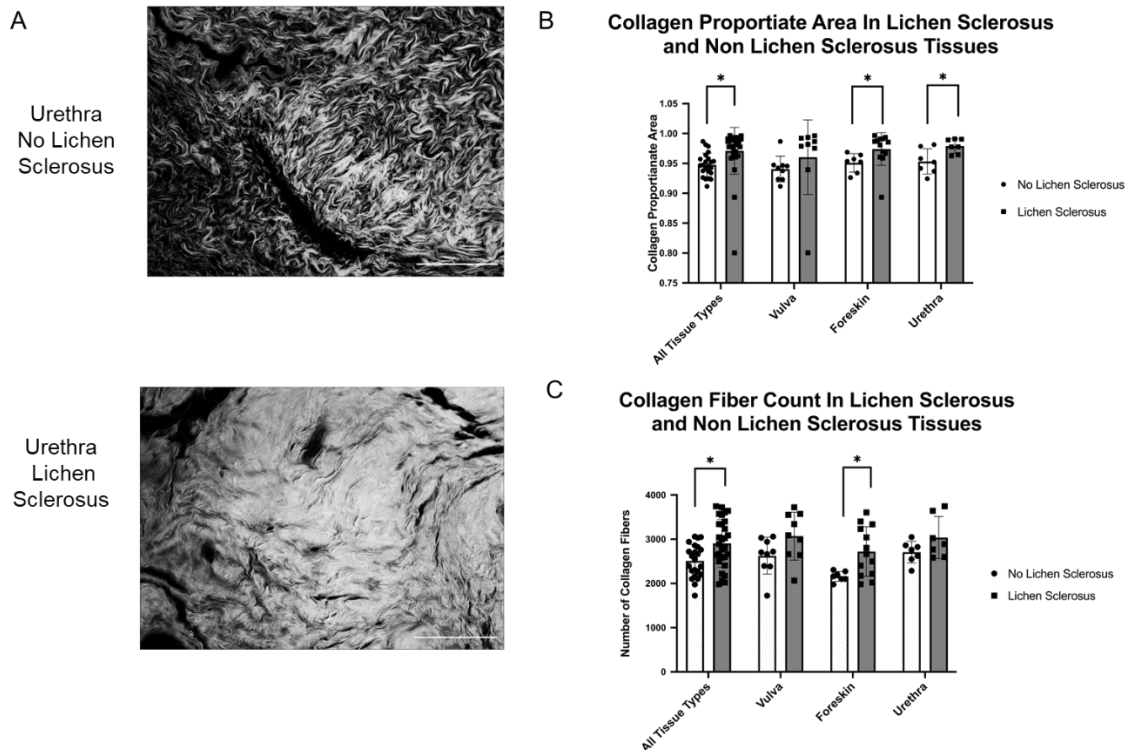 A
Urethra
No Lichen
Sclerosus
Urethra
Lichen
Sclerosus
B
Collagen Proportiate Area In Lichen Sclerosus
and Non Lichen Sclerosus Tissues
*
*
*
Collagen Proportianate Area
1.05
1.00
0.95
0.90
0.85
0.80
0.75
All Tissue Types
Vulva
Foreskin
Urethra
No Lichen Sclerosus
Lichen Sclerosus
C
Collagen Fiber Count In Lichen Sclerosus
and Non Lichen Sclerosus Tissues
*
*
Number of Collagen Fibers
4000
3000
2000
1000
0
All Tissue Types
Vulva
Foreskin
Urethra
No Lichen Sclerosus
Lichen Sclerosus